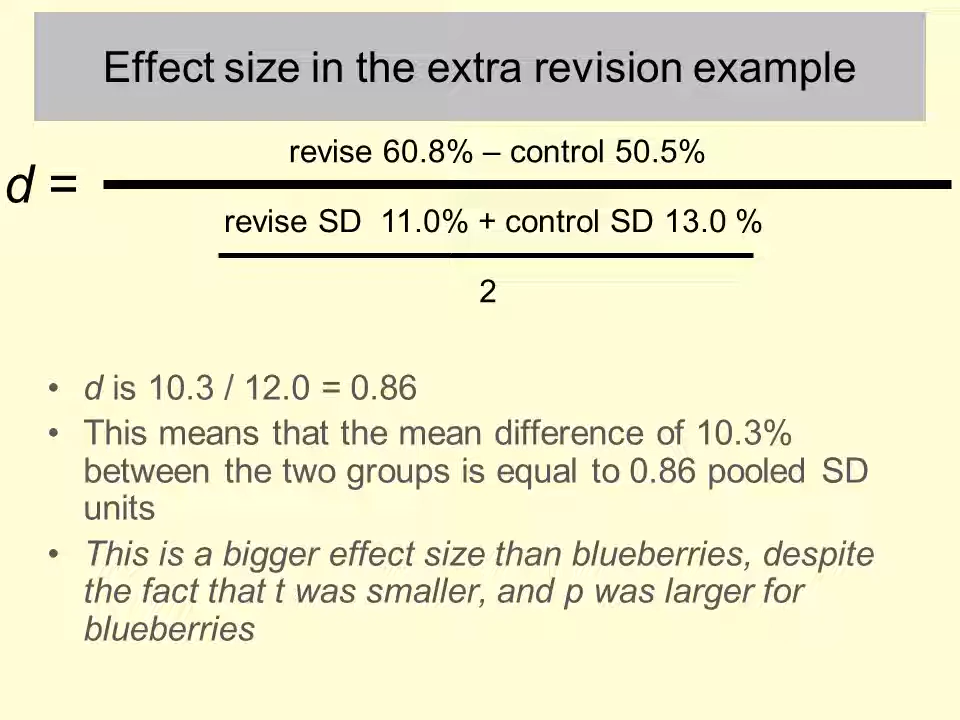 Effect size in the extra revision example
revise 60.8% – control 50.5%
d =
revise SD  11.0% + control SD 13.0 %
2
• d is 10.3 / 12.0 = 0.86
• This means that the mean difference of 10.3%
between the two groups is equal to 0.86 pooled SD
units
• This is a bigger effect size than blueberries, despite
the fact that t was smaller, and p was larger for
blueberries